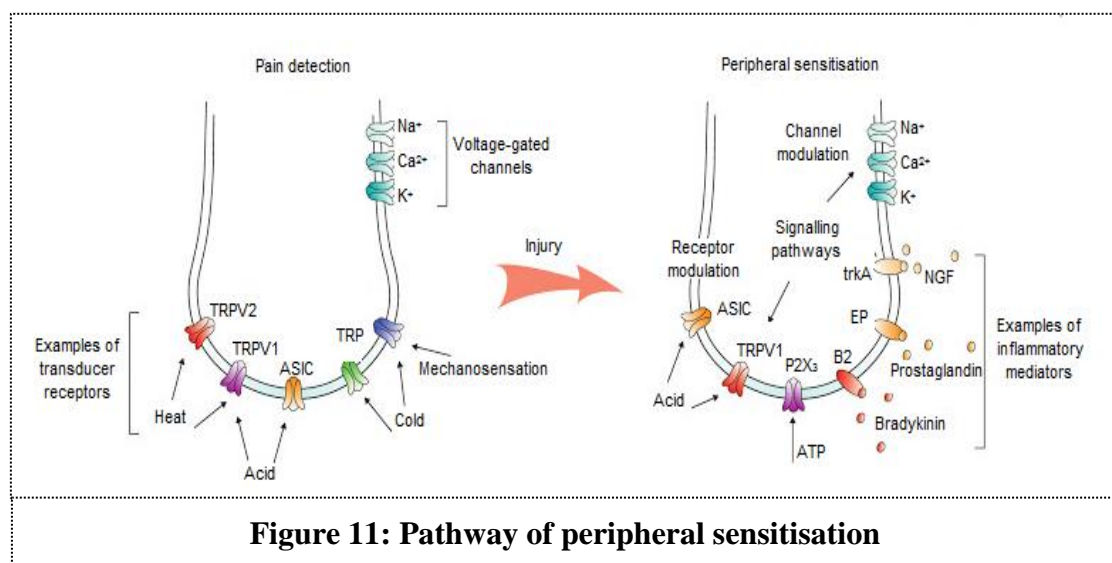 Pain detection
Na+
Ca2+
K+
Voltage-gated
channels
TRPV2
TRPV1
ASIC
TRP
Examples of
transducer
receptors
Heat
Acid
Cold
Mechanosensation
Injury
Peripheral sensitisation
Channel
modulation
Na+
Ca2+
K+
Signalling
pathways
Receptor
modulation
ASIC
TRPV1
P2X3
B2
EP
trkA
NGF
Prostaglandin
Bradykinin
Acid
ATP
Examples of
inflammatory
mediators
Figure 11: Pathway of peripheral sensitisation